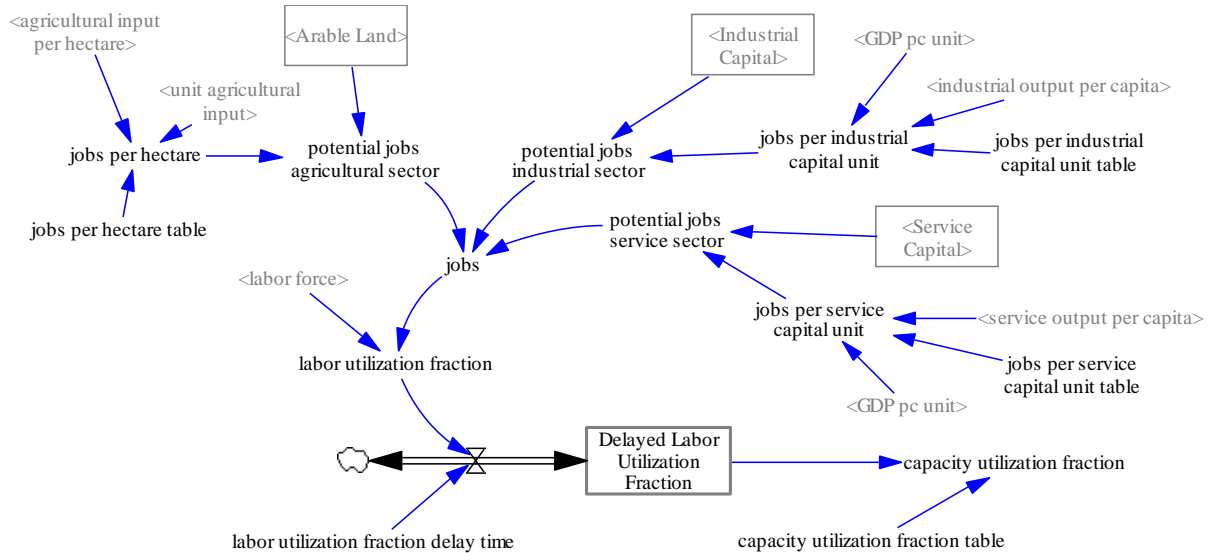 <agricultural input
per hectare>
<Arable Land>
<Industrial
Capital>
<GDP pc unit>
<unit agricultural
input>
<industrial output per capita>
jobs per hectare
potential jobs
agricultural sector
potential jobs
industrial sector
jobs per industrial
capital unit
jobs per industrial
capital unit table
jobs per hectare table
potential jobs
service sector
<Service
Capital>
jobs
<labor force>
jobs per service
capital unit
<service output per capita>
labor utilization fraction
jobs per service
capital unit table
<GDP pc unit>
Delayed Labor
Utilization
Fraction
capacity utilization fraction
labor utilization fraction delay time
capacity utilization fraction table